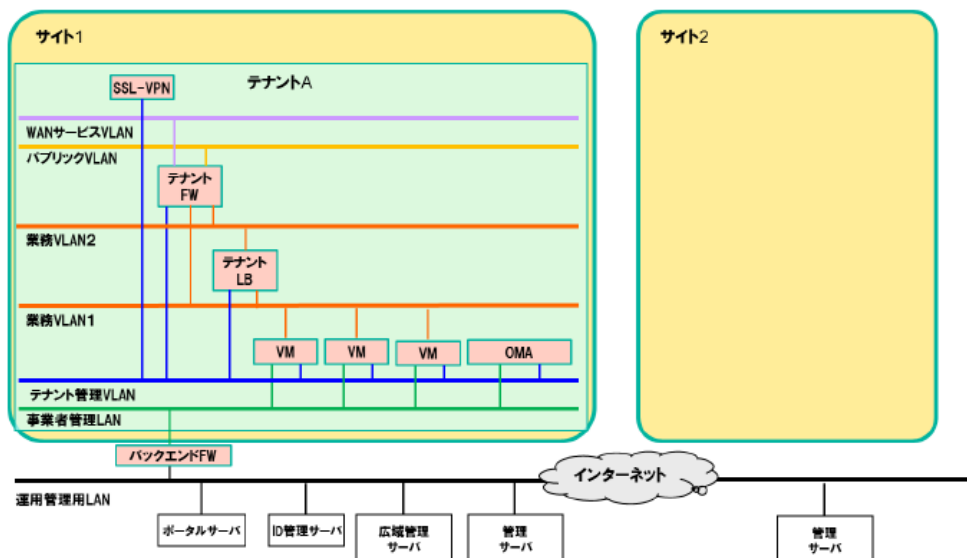 サイト1
サイト2
テナントA
SSL-VPN
WANサービスVLAN
パブリックVLAN
テナント
FW
業務VLAN2
テナント
LB
業務VLAN1
VM
VM
VM
OMA
テナント管理VLAN
事業者管理LAN
バックエンドFW
インターネット
運用管理用LAN
ポータルサーバ
ID管理サーバ
広域管理
サーバ
管理
サーバ
管理
サーバ